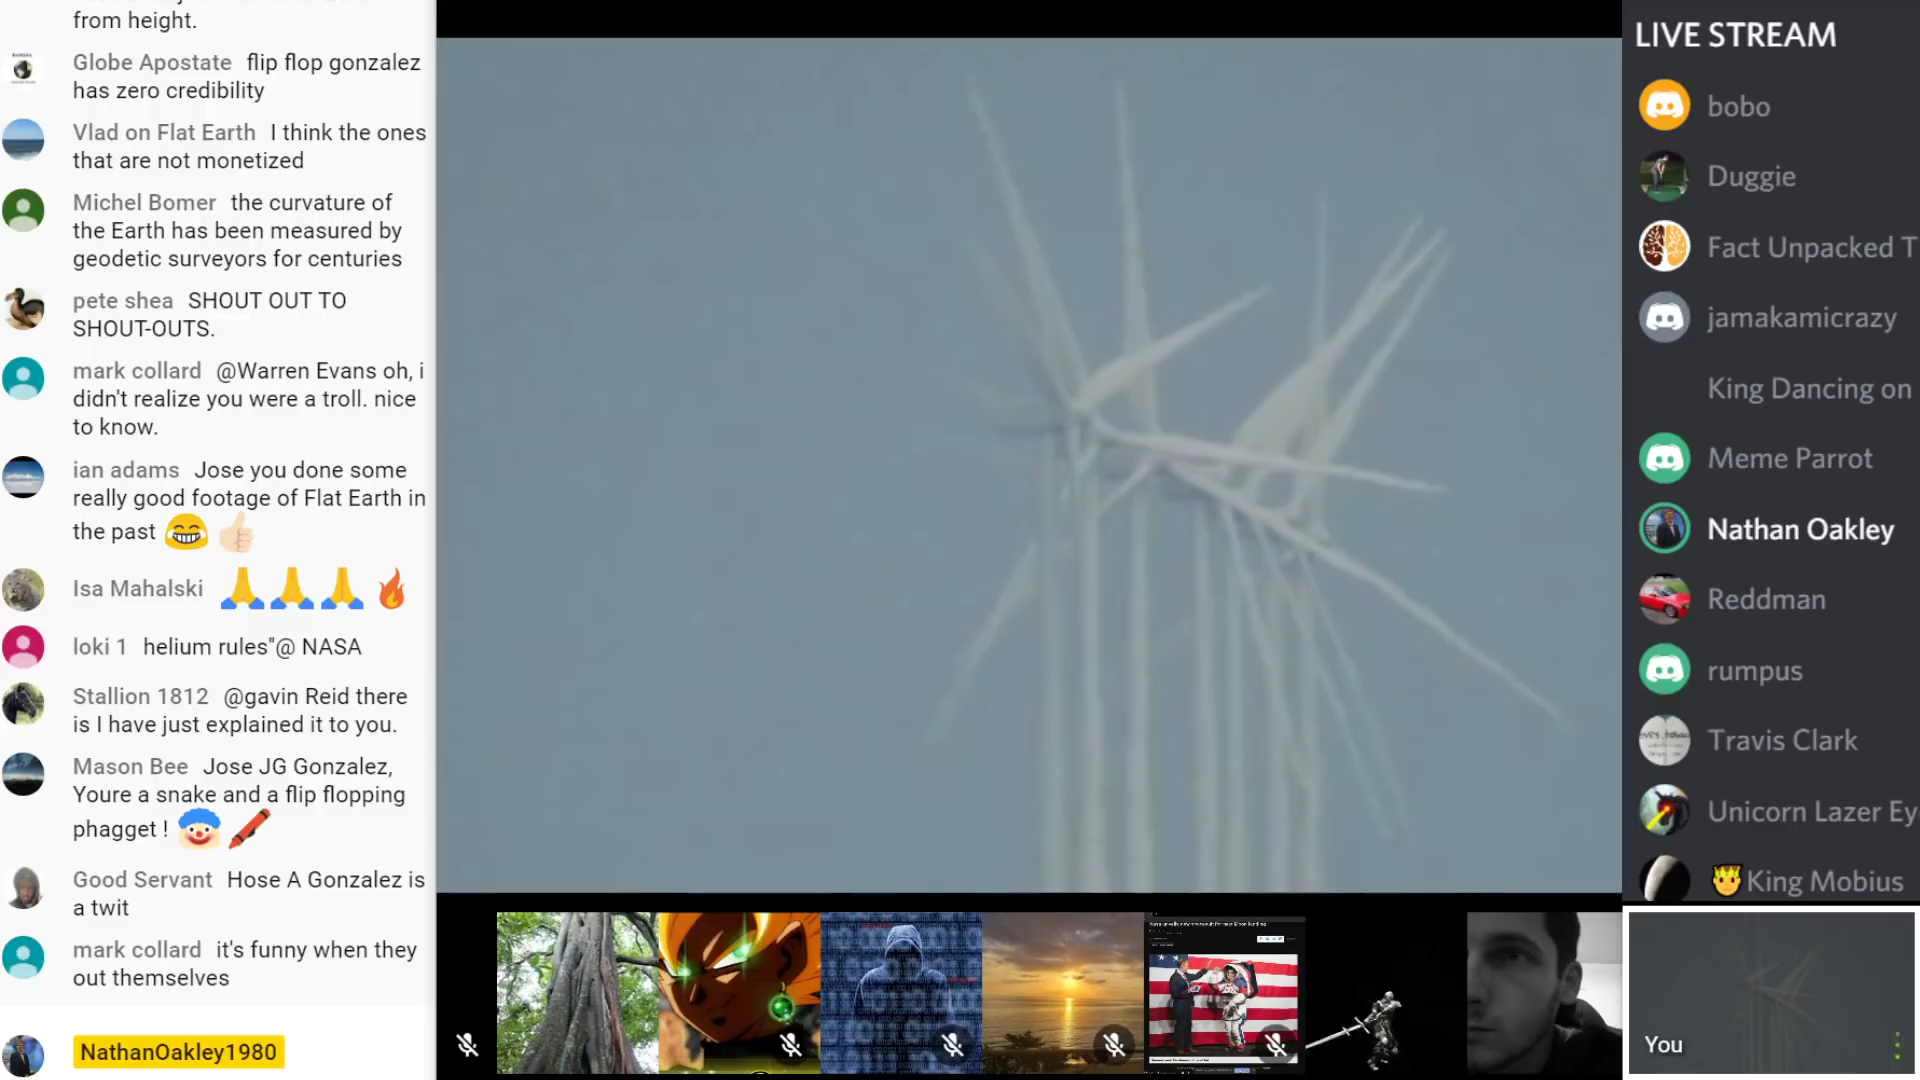 from height.
Globe Apostate flip flop gonzalez
has zero credibility
Vlad on Flat Earth I think the ones
that are not monetized
Michel Bomer the curvature of
the Earth has been measured by
geodetic surveyors for centuries
pete shea SHOUT OUT TO
SHOUT-OUTS.
mark collard @Warren Evans oh, i
didn't realize you were a troll. nice
to know.
ian adams Jose you done some
really good footage of Flat Earth in
the past 😂 👍🏻
Isa Mahalski 🙏 🙏 🙏 🔥
loki 1 helium rules"@ NASA
Stallion 1812 @gavin Reid there
is I have just explained it to you.
Mason Bee Jose JG Gonzalez,
Youre a snake and a flip flopping
phagget ! 🤡 🖍
Good Servant Hose A Gonzalez is
a twit
mark collard it's funny when they
out themselves
NathanOakley1980
LIVE STREAM
bobo
Duggie
Fact Unpacked T
jamakamicrazy
King Dancing on
Meme Parrot
Nathan Oakley
Reddman
rumpus
Travis Clark
Unicorn Lazer Ey
🤴King Mobius
You